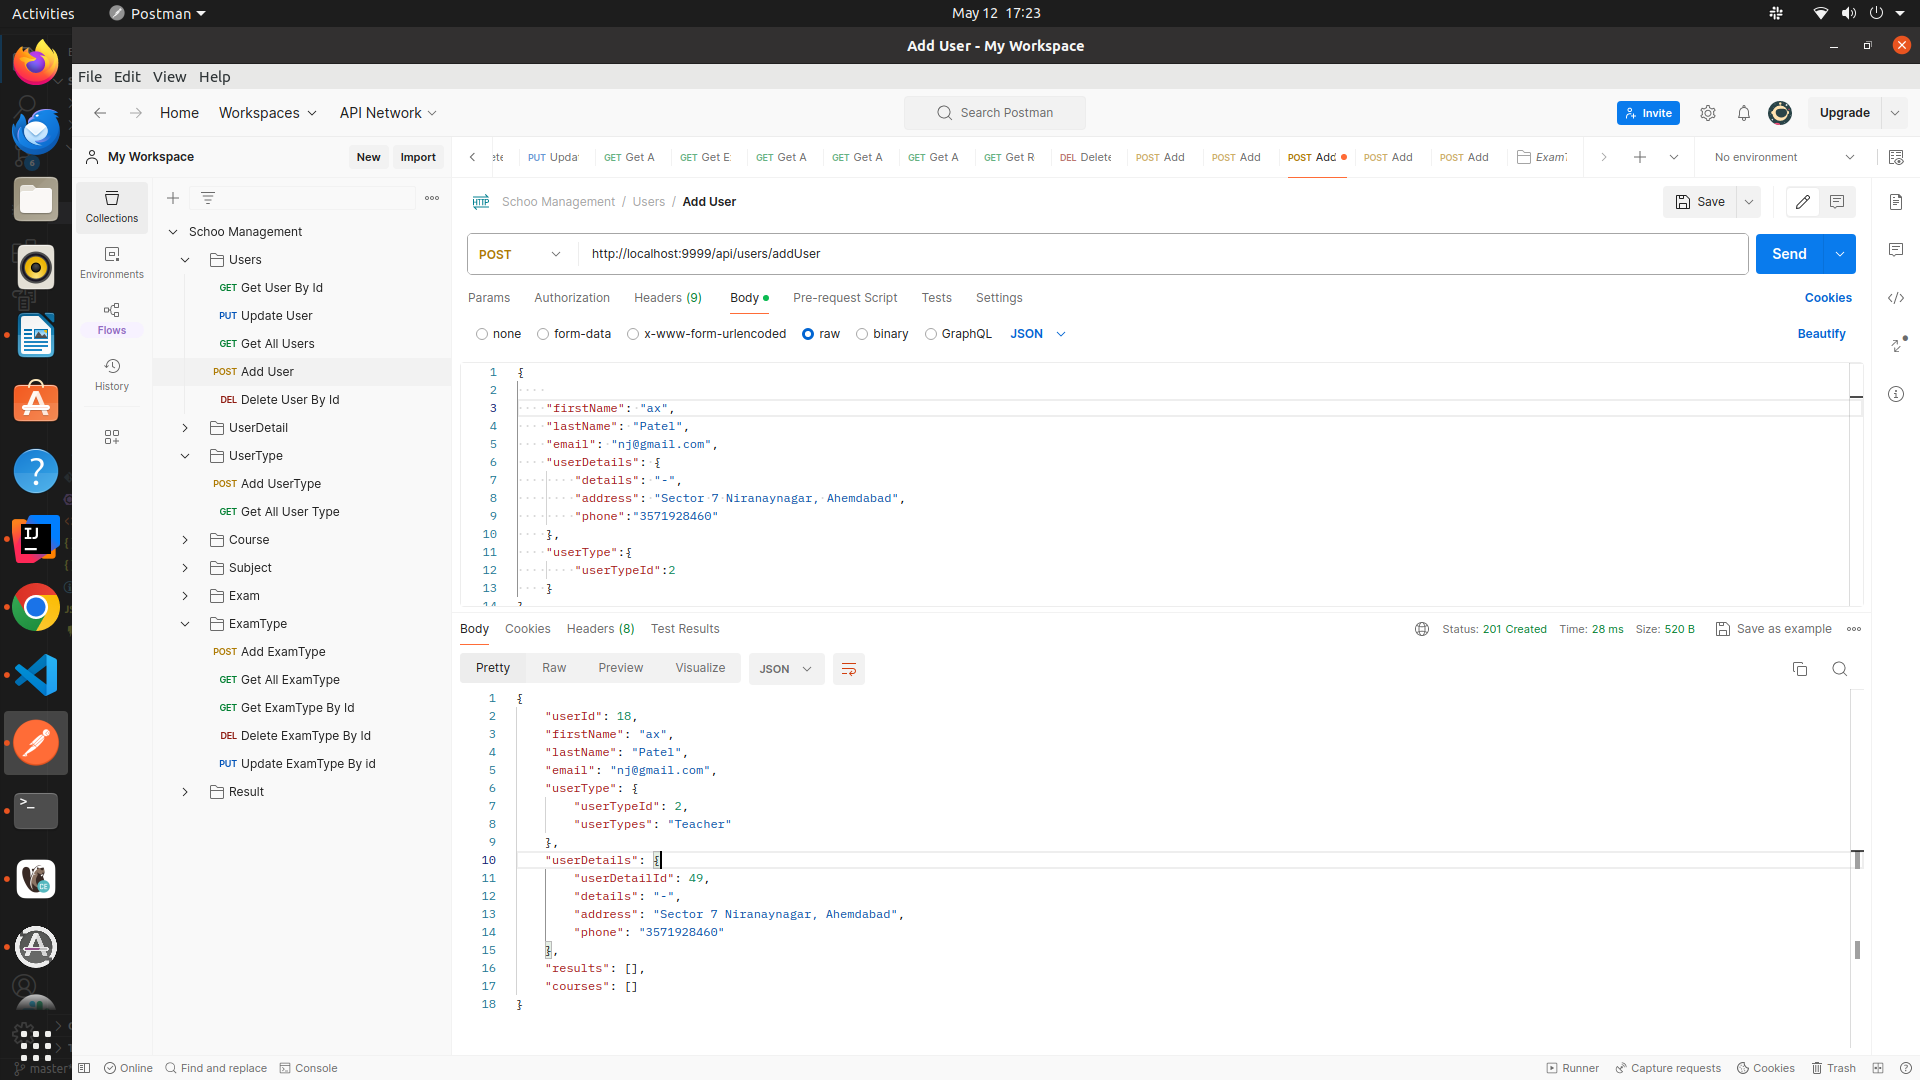 Activities
Postman
May 12 17:23
Add User - My Workspace
File Edit View Help
Home Workspaces API Network
Search Postman
Invite
Upgrade
My Workspace
New Import
PUT Upda
GET Get A
GET Get E
GET Get A
GET Get A
GET Get A
GET Get R
DEL Delete
POST Add
POST Add
POST Add
POST Add
POST Add
Exam
No environment
Collections
Environments
Flows
History
Schoo Management
Users
GET Get User By Id
PUT Update User
GET Get All Users
POST Add User
DEL Delete User By Id
UserDetail
UserType
POST Add UserType
GET Get All User Type
Course
Subject
Exam
ExamType
POST Add ExamType
GET Get All ExamType
GET Get ExamType By Id
DEL Delete ExamType By Id
PUT Update ExamType By id
Result
HTTP Schoo Management / Users / Add User
Save
POST http://localhost:9999/api/users/addUser
Send
Params Authorization Headers (9) Body Pre-request Script Tests Settings
Cookies
none form-data x-www-form-urlencoded raw binary GraphQL JSON
Beautify
1 {
2
3 "firstName": "ax",
4 "lastName": "Patel",
5 "email": "nj@gmail.com",
6 "userDetails": {
7 "details": "-",
8 "address": "Sector 7 Niranaynagar, Ahemdabad",
9 "phone":"3571928460"
10 },
11 "userType":{
12 "userTypeId":2
13 }
14 }
Body Cookies Headers (8) Test Results
Status: 201 Created Time: 28 ms Size: 520 B Save as example
Pretty Raw Preview Visualize JSON
1 {
2 "userId": 18,
3 "firstName": "ax",
4 "lastName": "Patel",
5 "email": "nj@gmail.com",
6 "userType": {
7 "userTypeId": 2,
8 "userTypes": "Teacher"
9 },
10 "userDetails": {
11 "userDetailId": 49,
12 "details": "-",
13 "address": "Sector 7 Niranaynagar, Ahemdabad",
14 "phone": "3571928460"
15 },
16 "results": [],
17 "courses": []
18 }
master
Online Find and replace Console
Runner Capture requests Cookies Trash